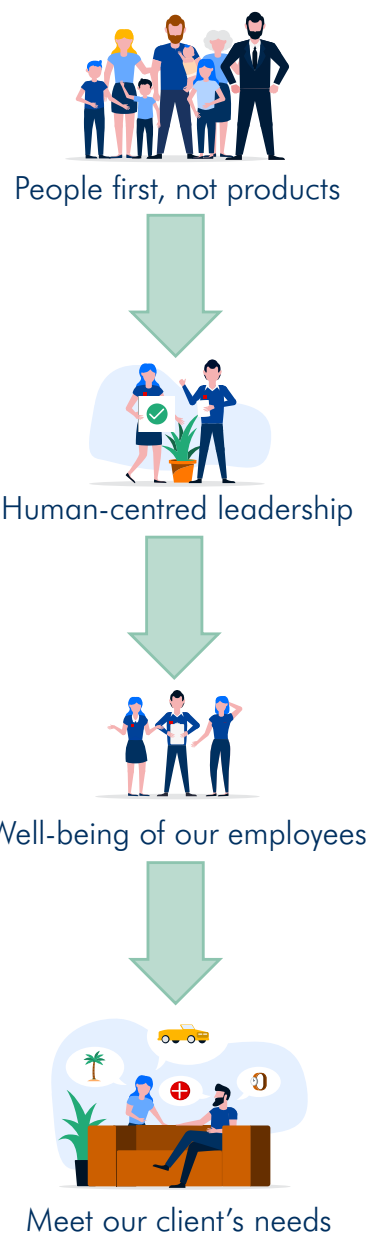 People first, not products
Human-centred leadership
Well-being of our employees
Meet our client's needs